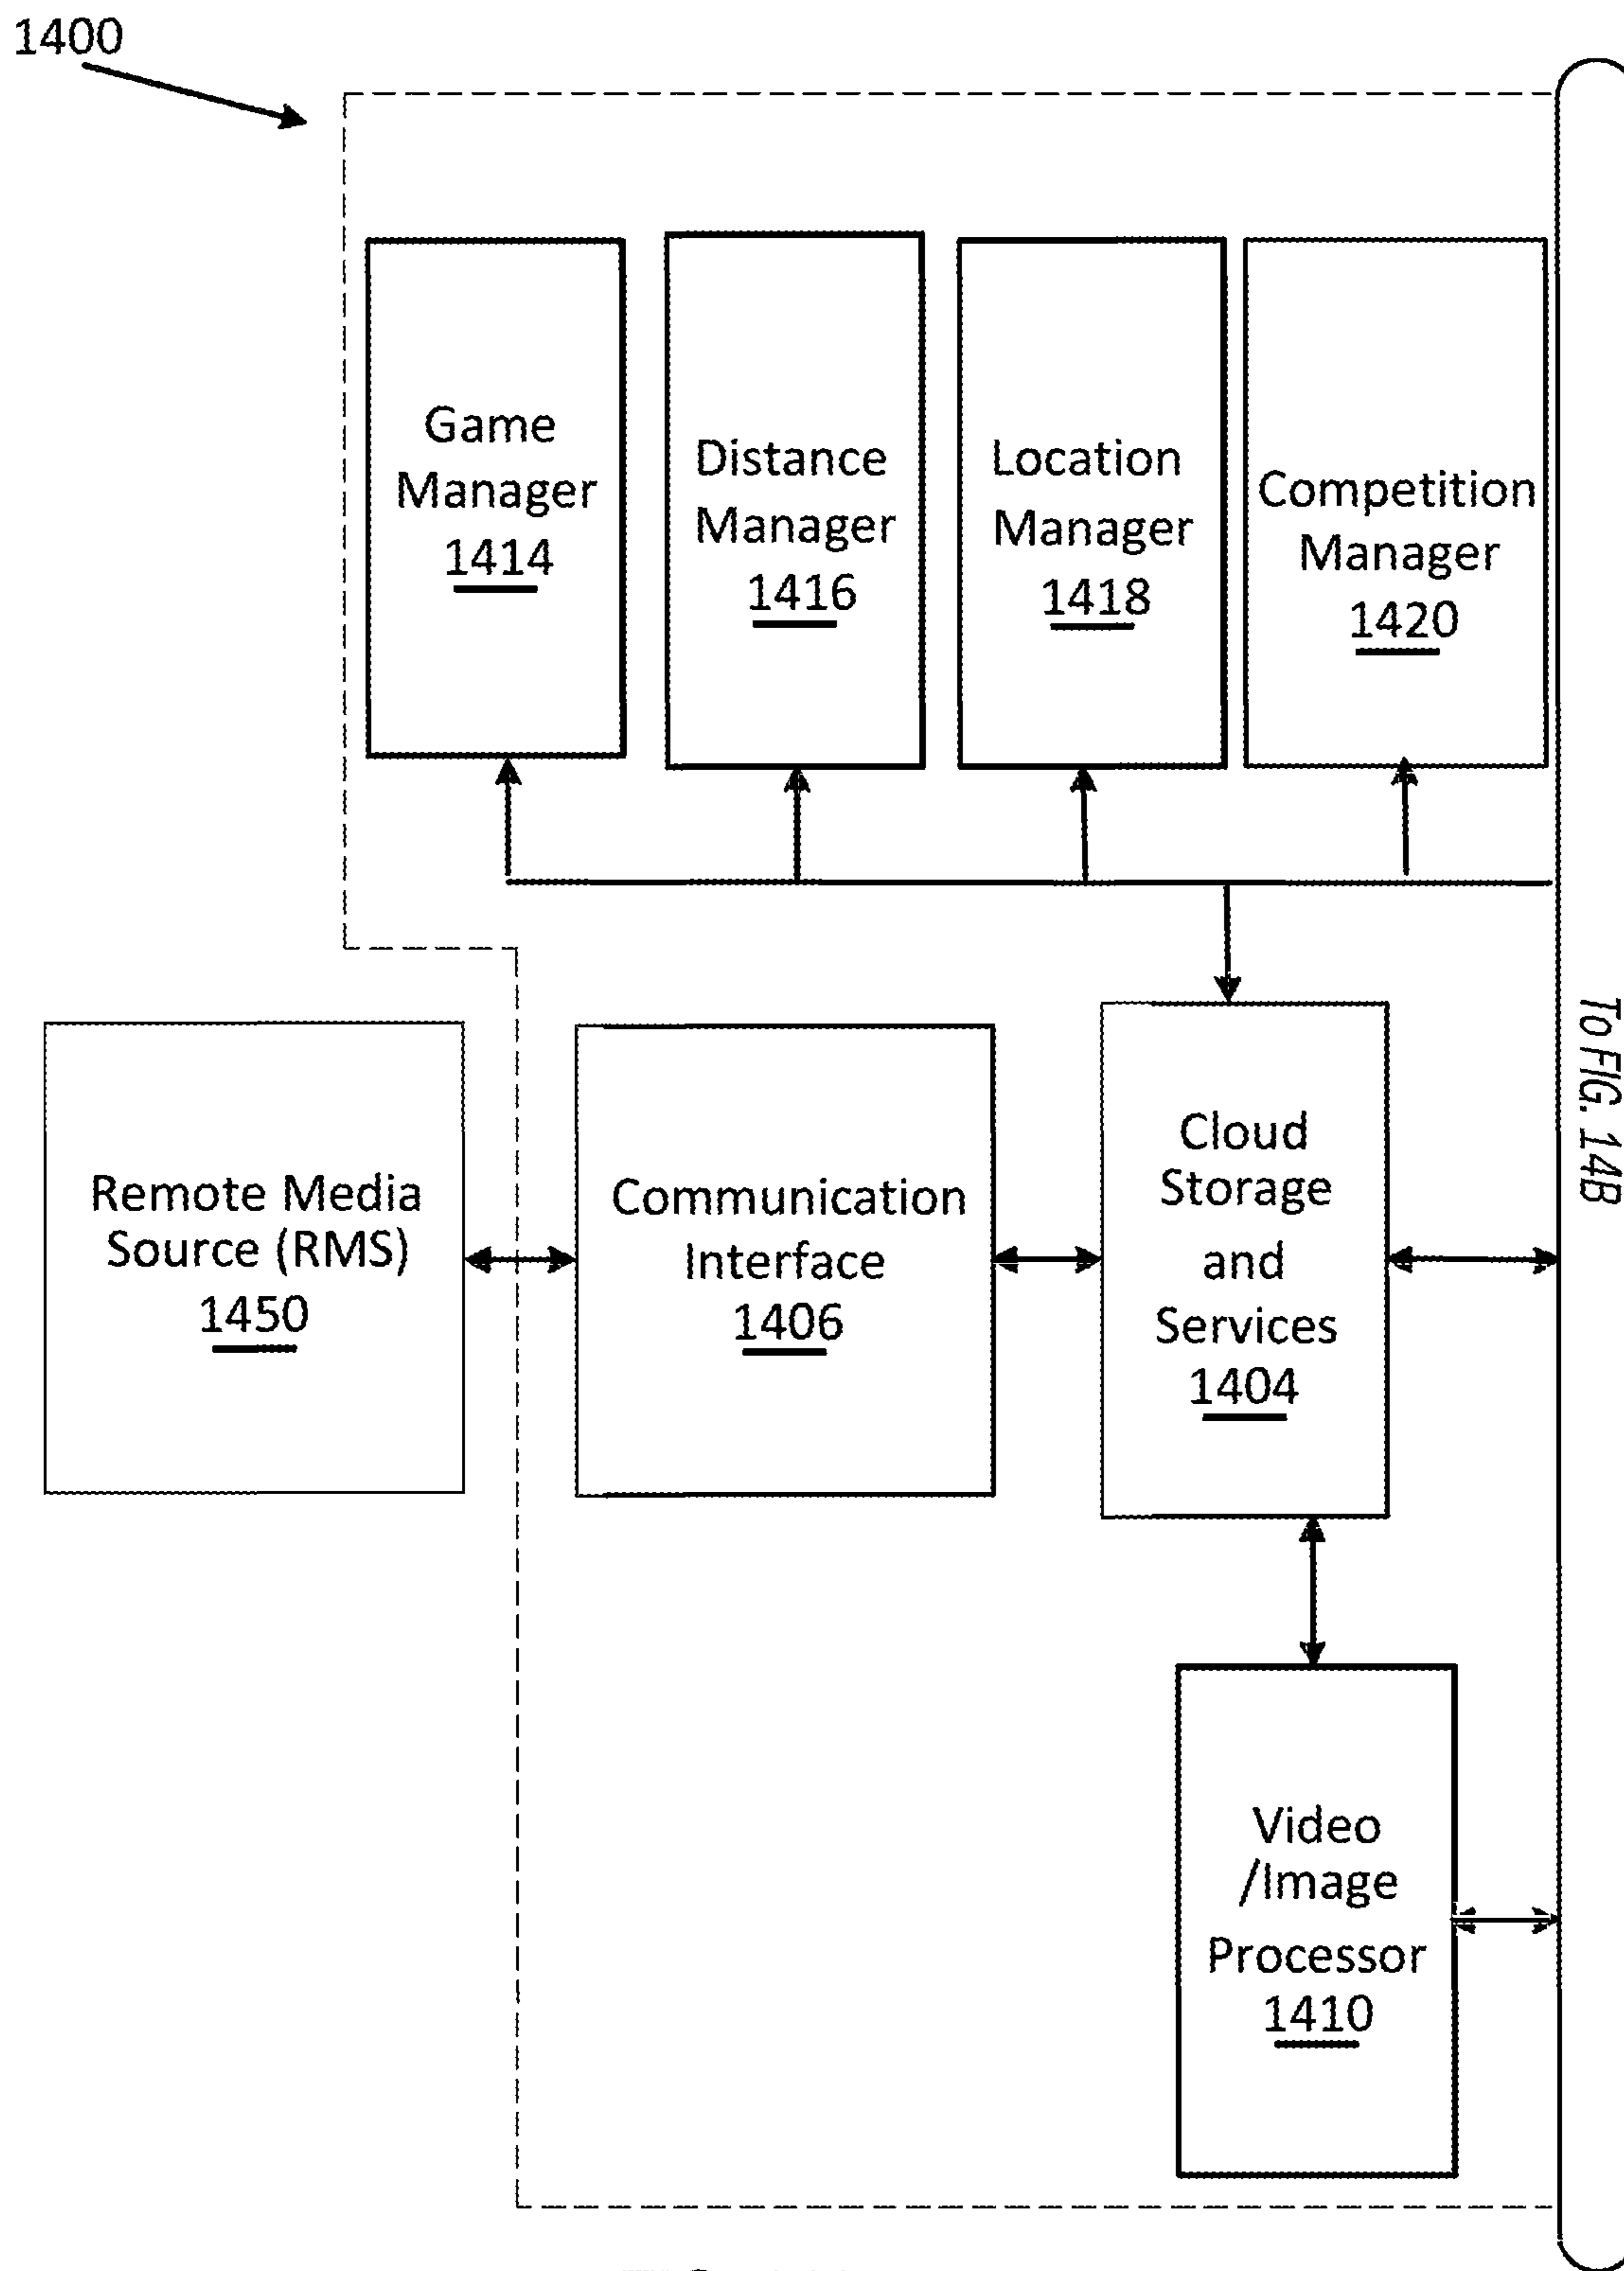 1400
Game
Manager
1414
Distance
Manager
1416
Location
Manager
1418
Competition
Manager
1420
Remote Media
Source (RMS)
1450
Communication
Interface
1406
Cloud
Storage
and
Services
1404
To FIG. 14B
Video
/Image
Processor
1410